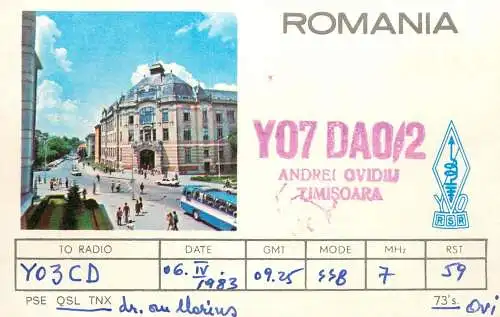 ROMANIA
YO7 DAO/2
ANDREI OVIDIU
TIMIȘOARA
YO
RSR
TO RADIO DATE GMT MODE MHz RST
YO3CD 06.IV 1983 09.25 SSB 7 59
PSE QSL TNX dr. om Marius 73's. Ovi